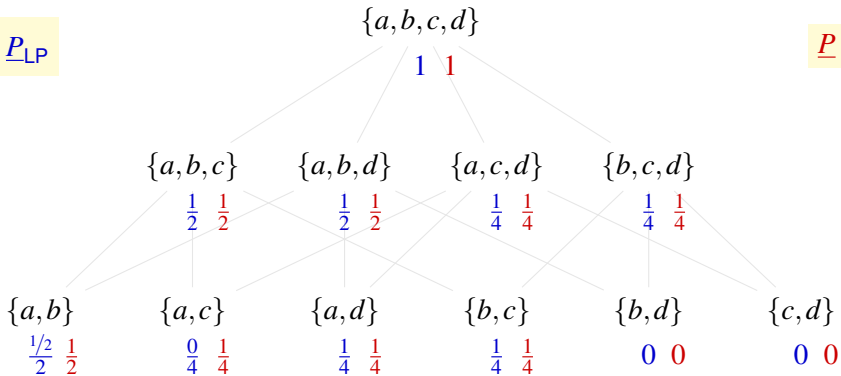 {a,b,c,d}
P_LP P
1 1
{a,b,c} {a,b,d} {a,c,d} {b,c,d}
1/2 1/2 1/2 1/2 1/4 1/4 1/4 1/4
{a,b} {a,c} {a,d} {b,c} {b,d} {c,d}
1/2/2 1/2 0/4 1/4 1/4 1/4 1/4 1/4 0 0 0 0